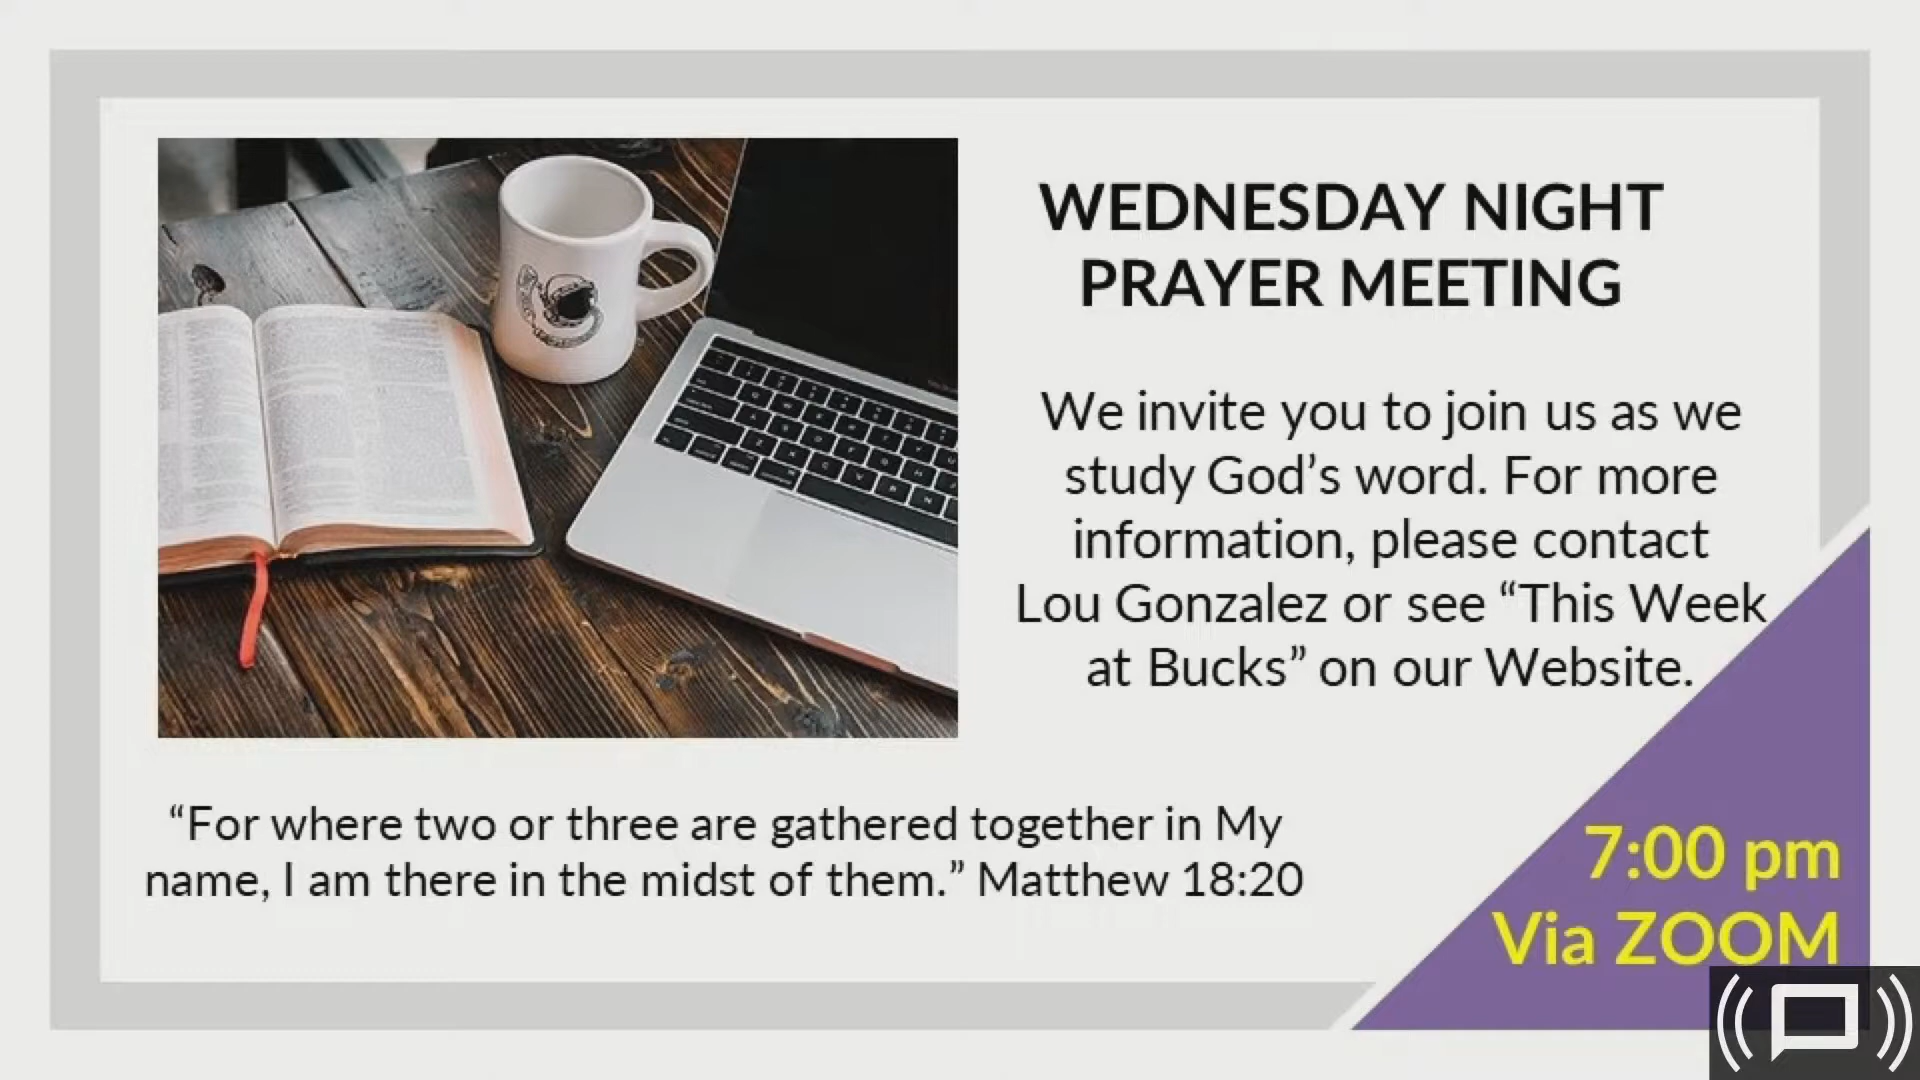 WEDNESDAY NIGHT
PRAYER MEETING
We invite you to join us as we
study God’s word. For more
information, please contact
Lou Gonzalez or see “This Week
at Bucks” on our Website.
“For where two or three are gathered together in My
name, I am there in the midst of them.” Matthew 18:20
7:00 pm
Via ZOOM